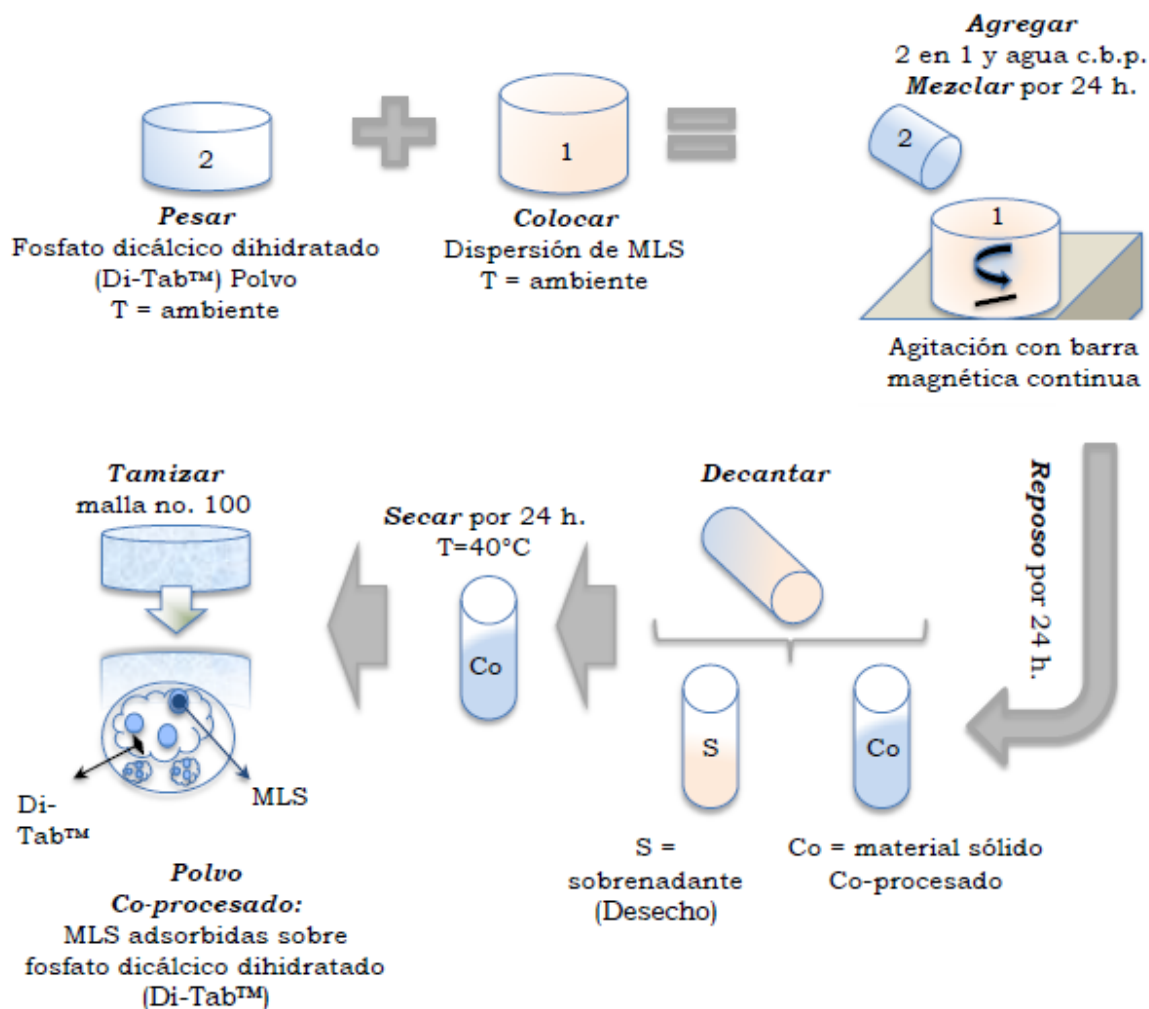 2
Pesar
Fosfato dicálcico dihidratado
(Di-Tab™) Polvo
T = ambiente
1
Colocar
Dispersión de MLS
T = ambiente
Agregar
2 en 1 y agua c.b.p.
Mezclar por 24 h.
2
1
Agitación con barra
magnética continua
Reposo por 24 h.
Decantar
S
Co
S =
sobrenadante
(Desecho)
Co = material sólido
Co-procesado
Secar por 24 h.
T=40°C
Co
Tamizar
malla no. 100
Di-
Tab™
MLS
Polvo
Co-procesado:
MLS adsorbidas sobre
fosfato dicálcico dihidratado
(Di-Tab™)